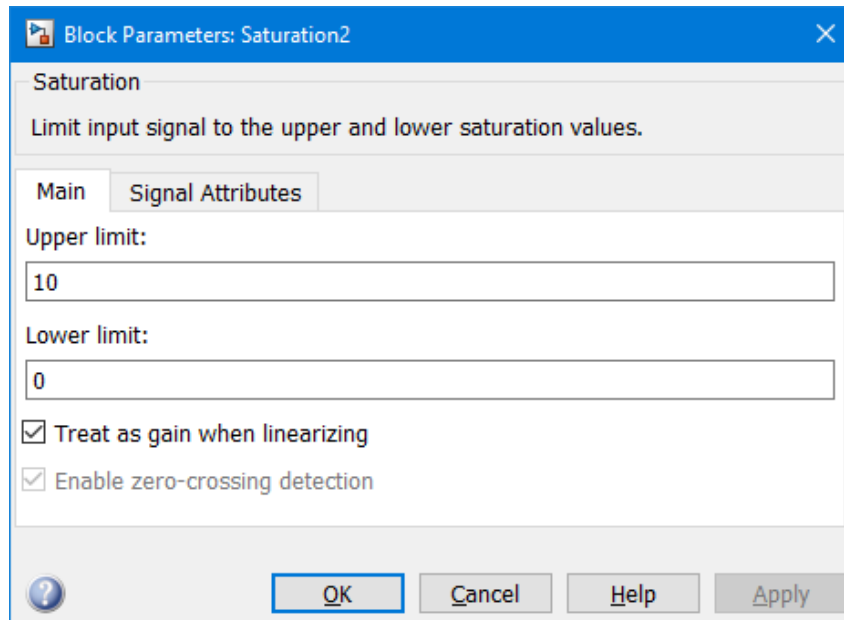 Block Parameters: Saturation2
Saturation
Limit input signal to the upper and lower saturation values.
Main Signal Attributes
Upper limit:
10
Lower limit:
0
Treat as gain when linearizing
Enable zero-crossing detection
? OK Cancel Help Apply